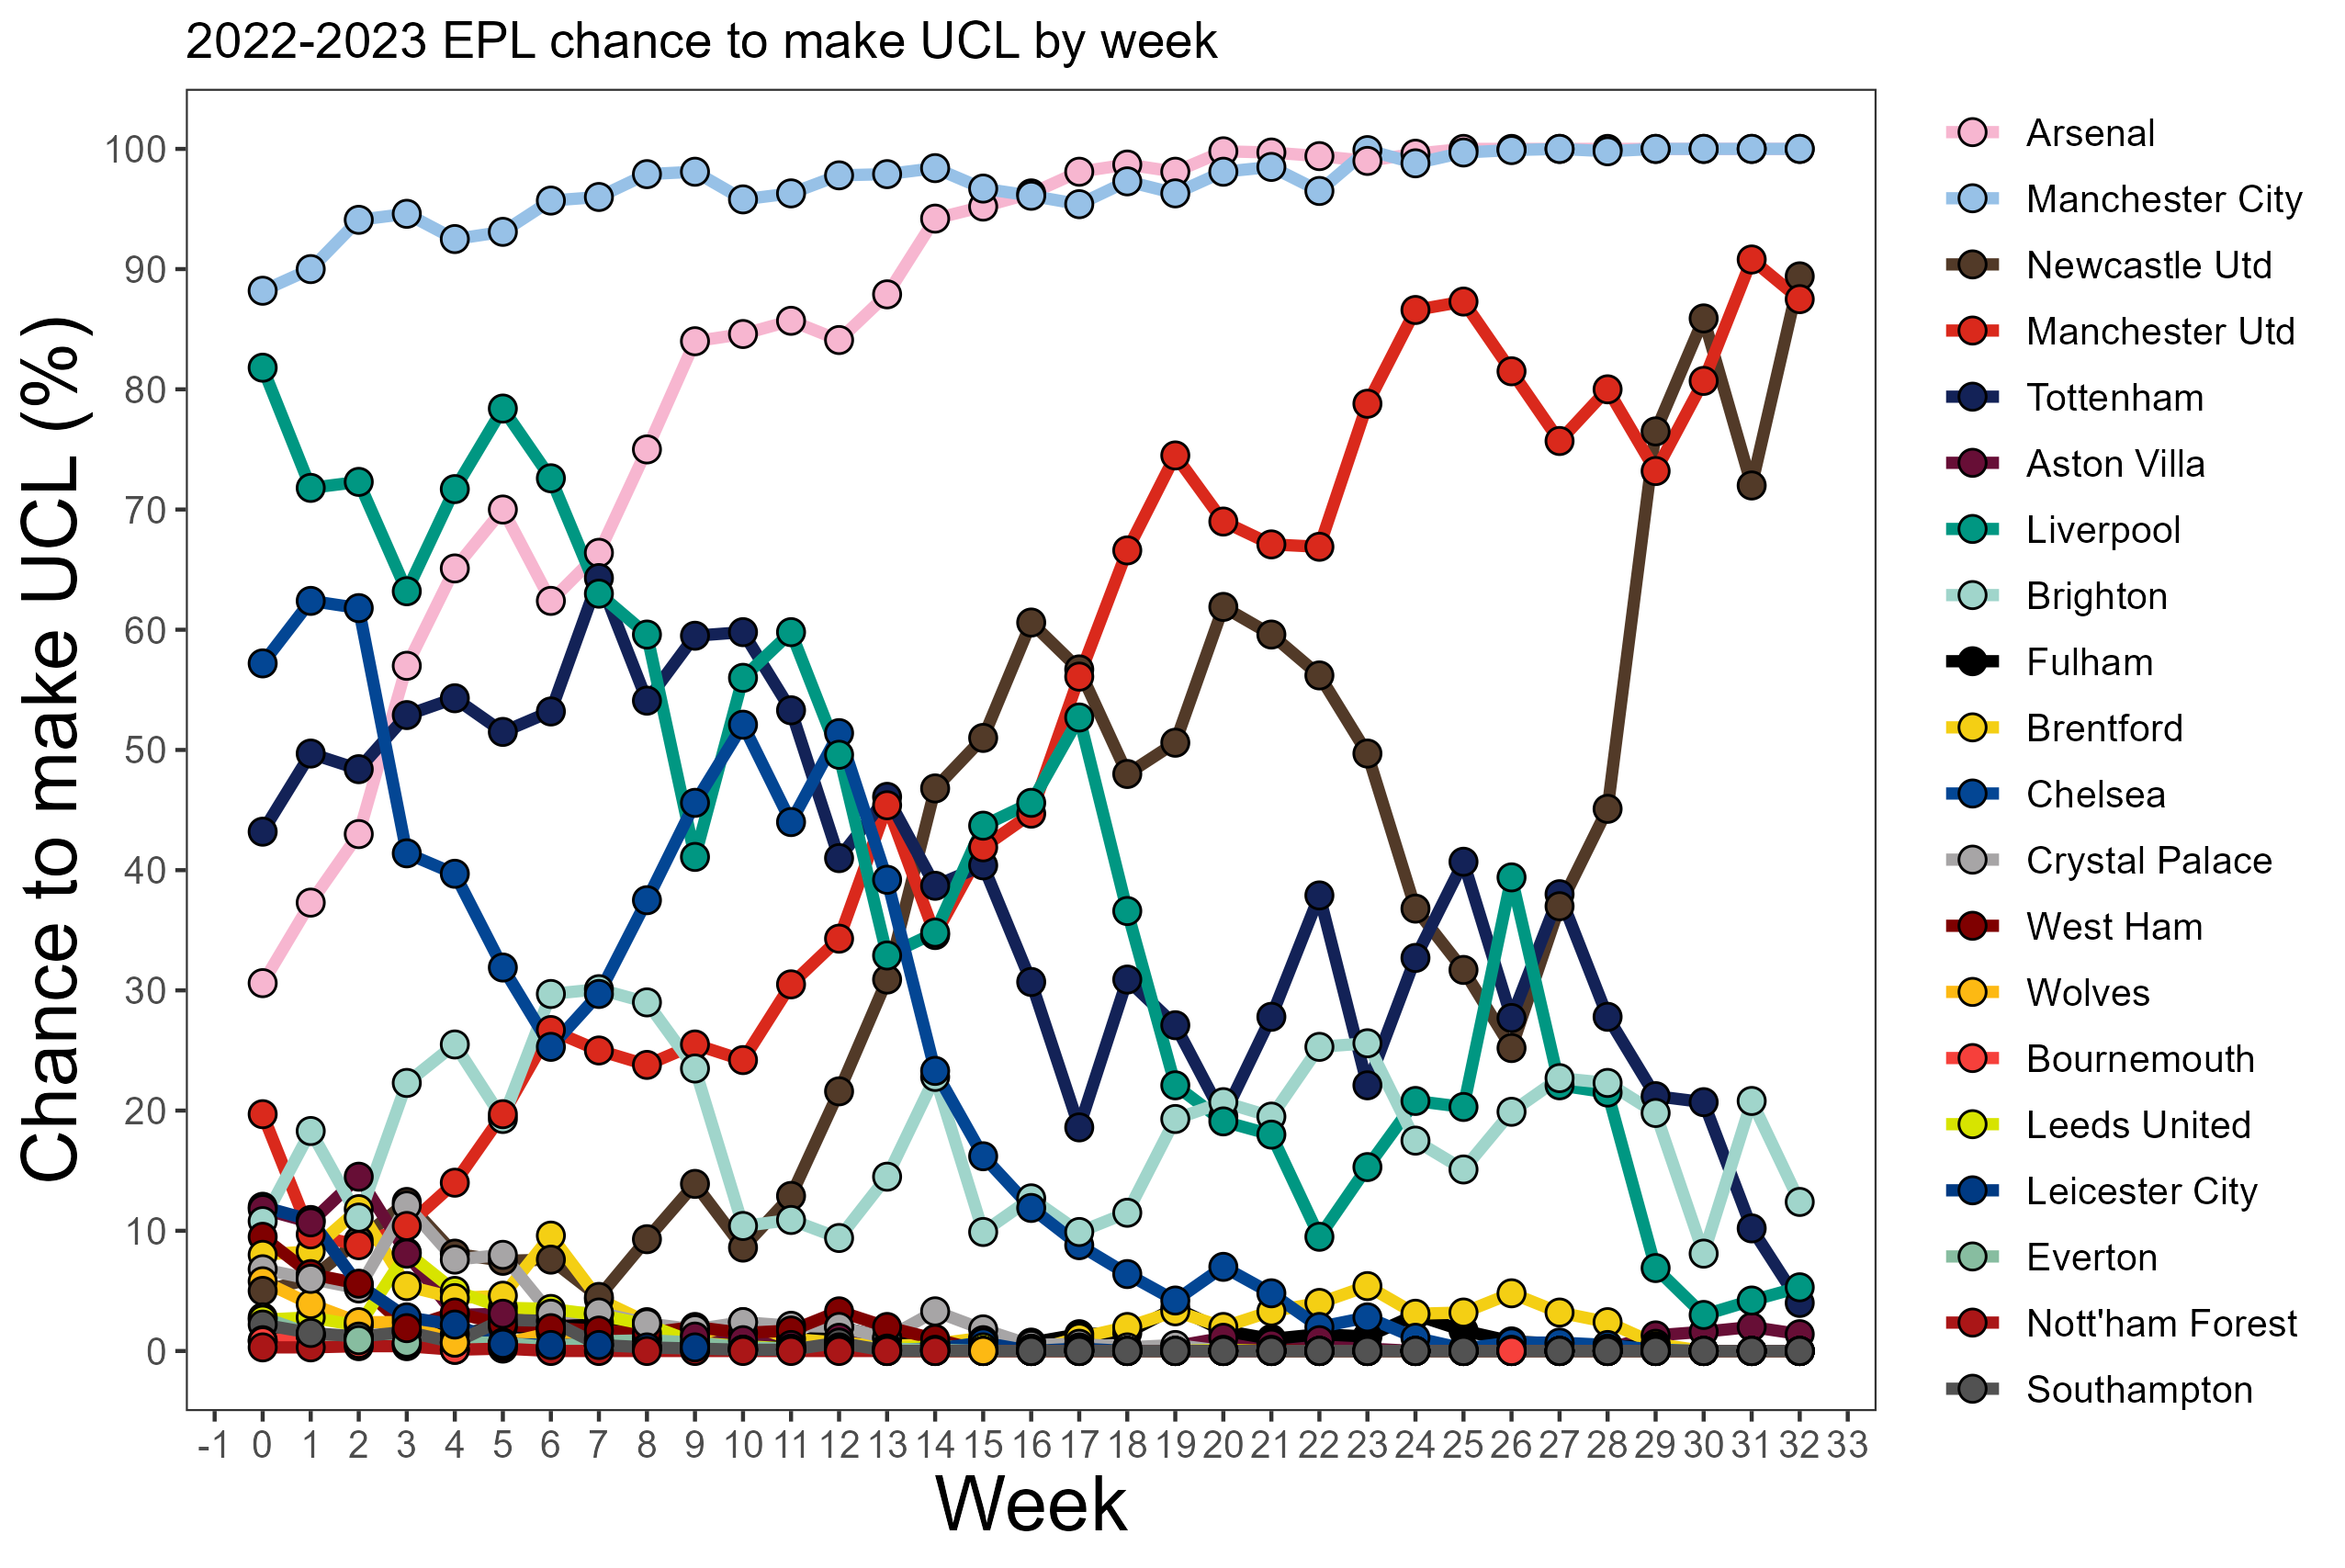 2022-2023 EPL chance to make UCL by week
Chance to make UCL (%)
100
90
80
70
60
50
40
30
20
10
0
-1 0 1 2 3 4 5 6 7 8 9 10 11 12 13 14 15 16 17 18 19 20 21 22 23 24 25 26 27 28 29 30 31 32 33
Week
Arsenal
Manchester City
Newcastle Utd
Manchester Utd
Tottenham
Aston Villa
Liverpool
Brighton
Fulham
Brentford
Chelsea
Crystal Palace
West Ham
Wolves
Bournemouth
Leeds United
Leicester City
Everton
Nott'ham Forest
Southampton